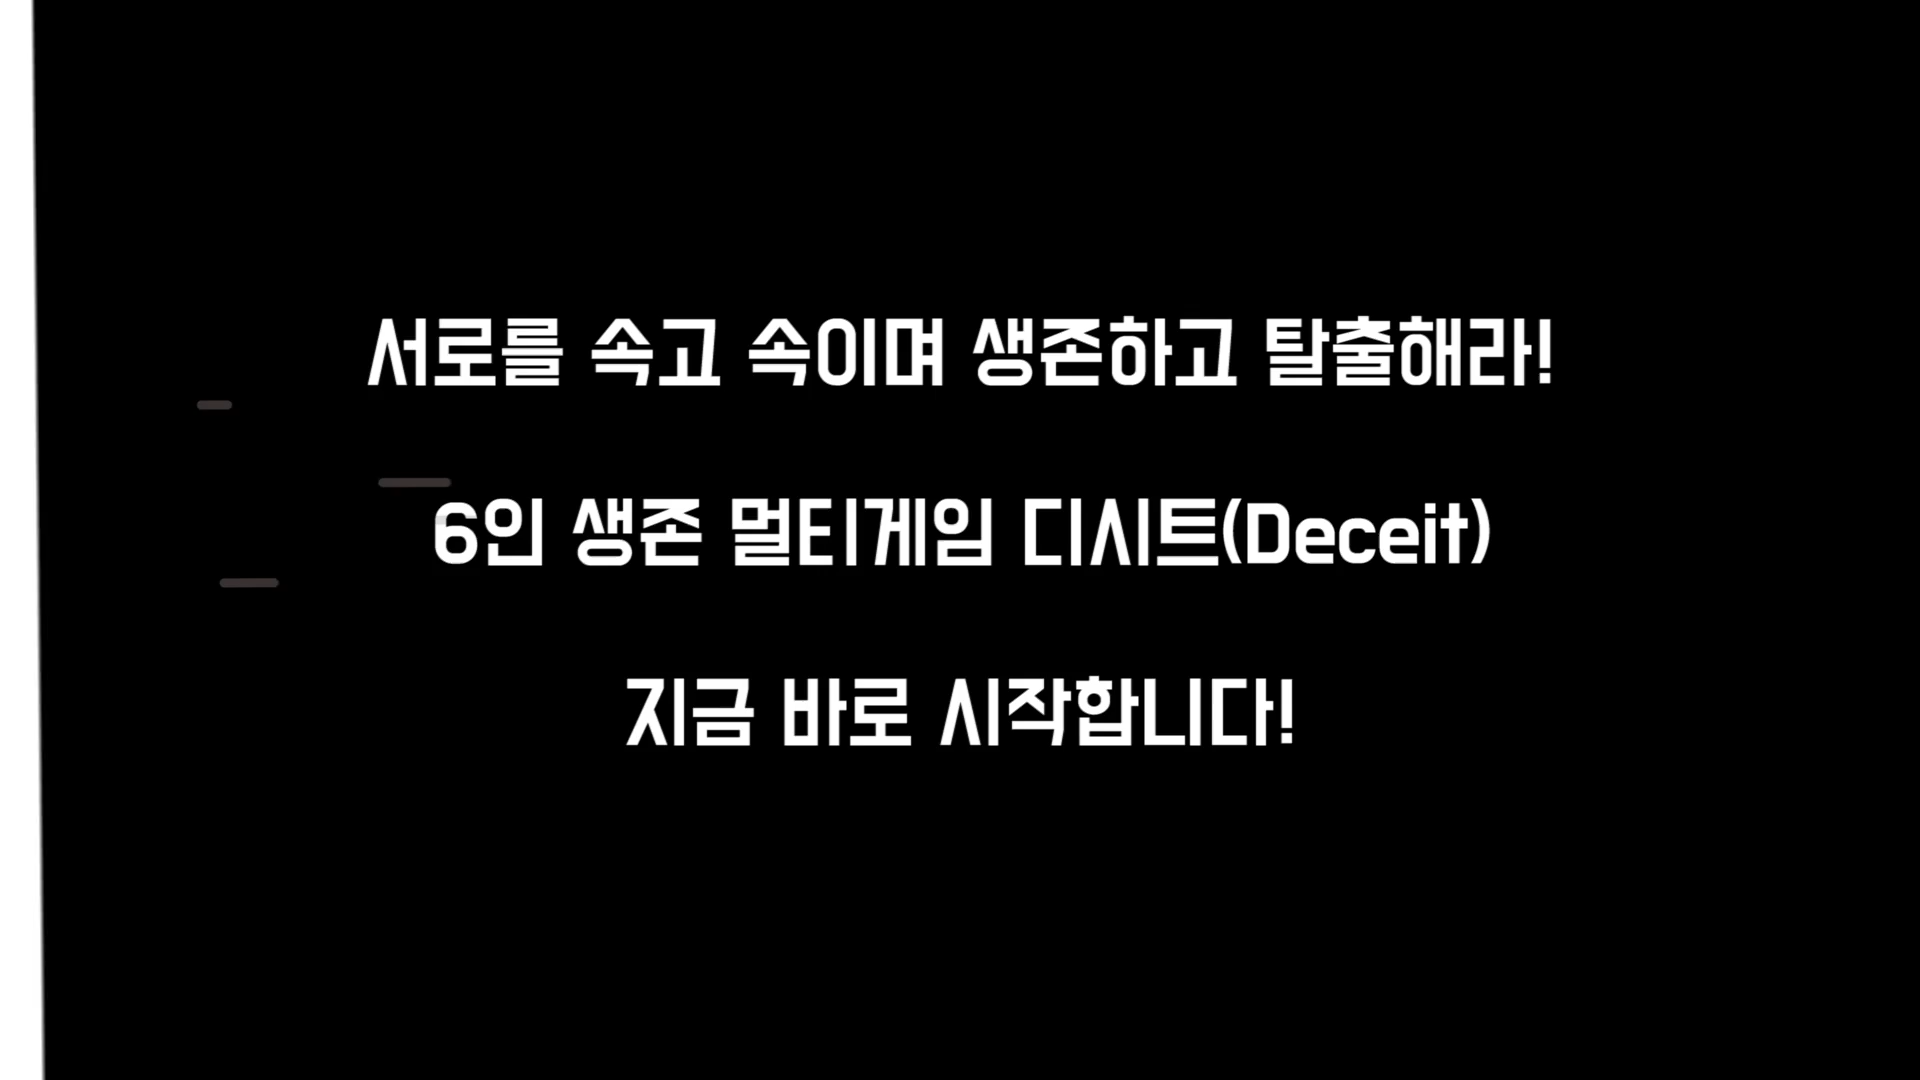 서로를 속고 속이며 생존하고 탈출해라!
6인 생존 멀티게임 디시트(Deceit)
지금 바로 시작합니다!